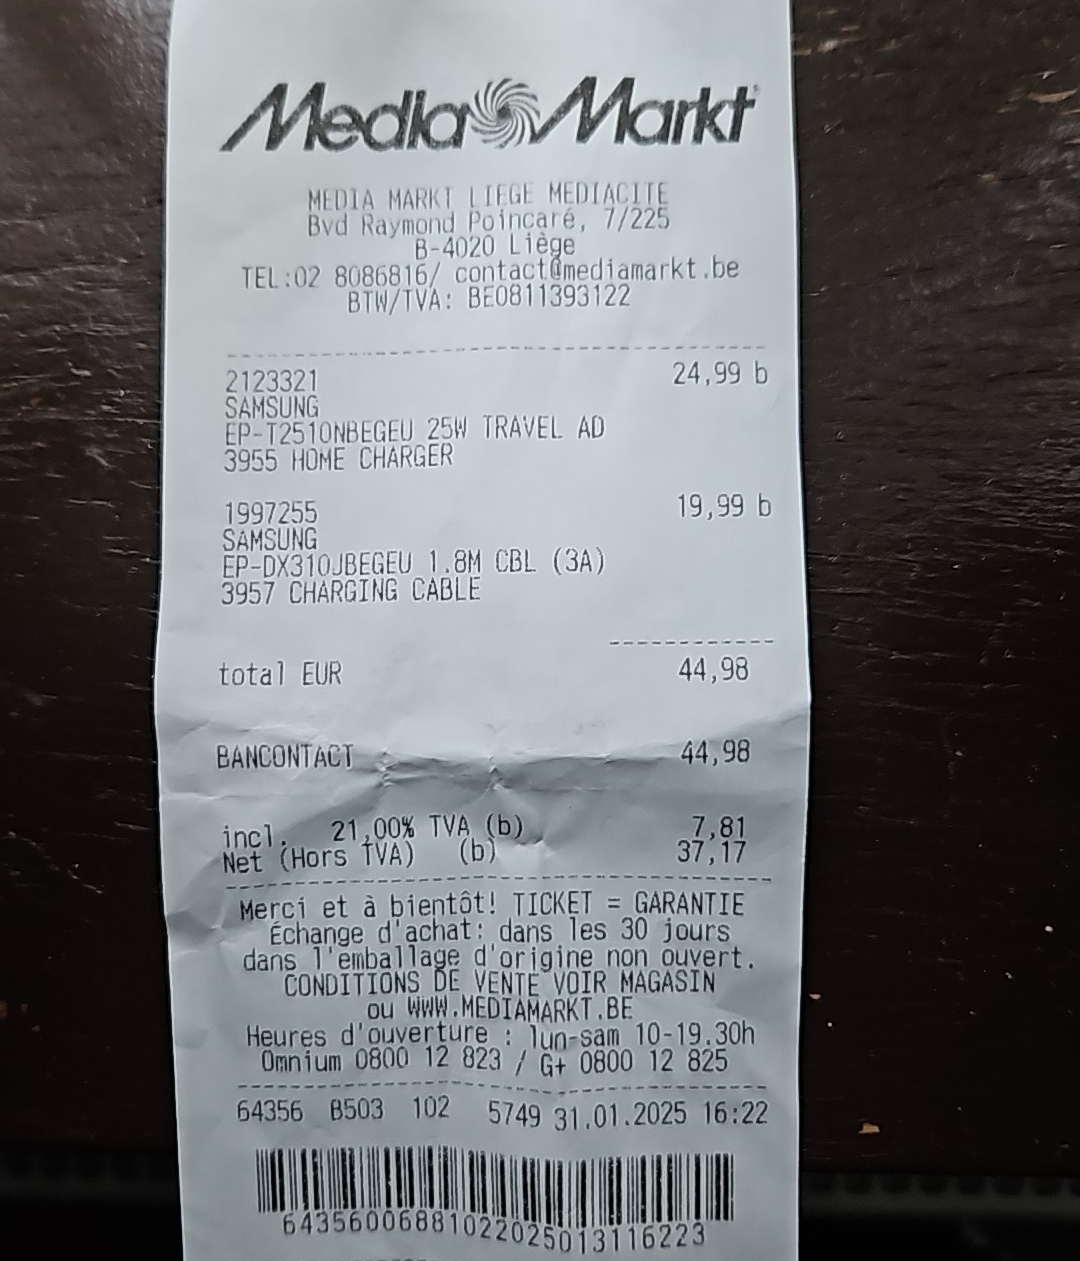 Media Markt
MEDIA MARKT LIEGE MEDIACITE
Bvd Raymond Poincaré, 7/225
B-4020 Liège
TEL:02 8086816/ contact@mediamarkt.be
BTW/TVA: BE0811393122
2123321 24,99 b
SAMSUNG
EP-T2510NBEGEU 25W TRAVEL AD
3955 HOME CHARGER
1997255 19,99 b
SAMSUNG
EP-DX310JBEGEU 1.8M CBL (3A)
3957 CHARGING CABLE
total EUR 44,98
BANCONTACT 44,98
incl. 21,00% TVA (b) 7,81
Net (Hors TVA) (b) 37,17
Merci et à bientôt! TICKET = GARANTIE
Échange d'achat: dans les 30 jours
dans l'emballage d'origine non ouvert.
CONDITIONS DE VENTE VOIR MAGASIN
ou WWW.MEDIAMARKT.BE
Heures d'ouverture : lun-sam 10-19.30h
Omnium 0800 12 823 / G+ 0800 12 825
64356 B503 102 5749 31.01.2025 16:22
6435600688102202501311​6223